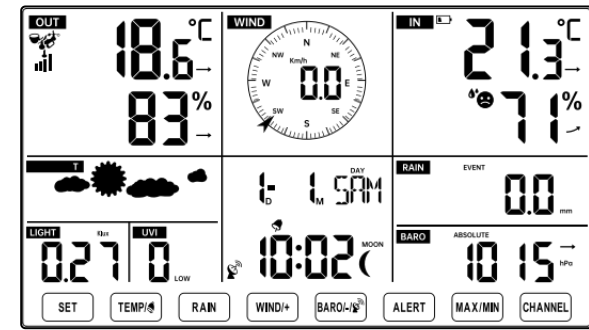 OUT
18.6°C
83%
WIND
N
NW
NE
Km/h
0.0
W
E
SW
SE
S
IN
21.3°C
71%
T
LIGHT
Klux
0.27
UVI
0
LOW
DAY
1-
D
1.
M
SAM
10:02
MOON
RAIN
EVENT
0.0
mm
BARO
ABSOLUTE
1015
hPa
SET
TEMP/
RAIN
WIND/+
BARO/-/
ALERT
MAX/MIN
CHANNEL